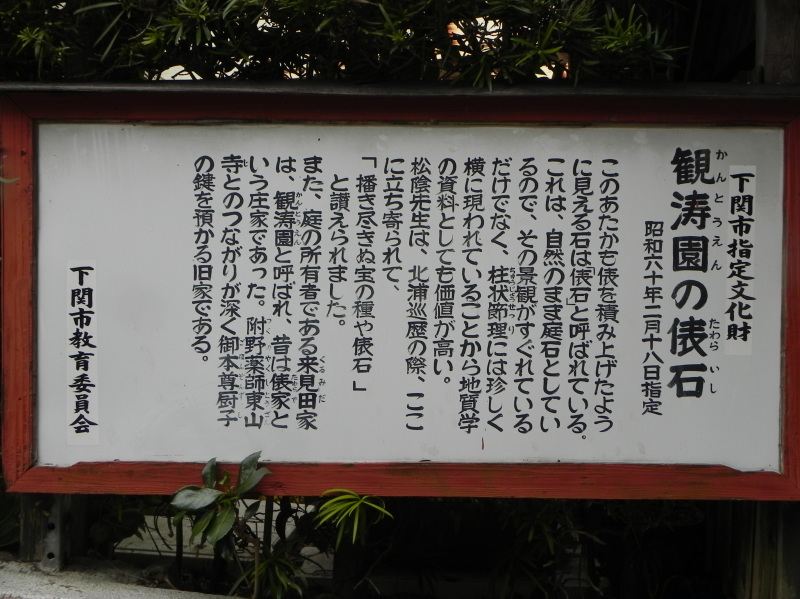 下関市指定文化財
観涛園の俵石
昭和六十年二月十八日指定
このあたかも俵を積み上げたよう
に見える石は「俵石」と呼ばれている。
これは、自然のまま庭石としてい
るので、その景観がすぐれている
だけでなく、柱状節理には珍しく
横に現われていることから地質学
の資料としても価値が高い。
松陰先生は、北浦巡歴の際、ここ
に立ち寄られて、
「播き尽きぬ宝の種や俵石」
と讃えられました。
また、庭の所有者である来見田家
は、観涛園と呼ばれ、昔は俵家と
いう庄家であった。附野薬師東山
寺とのつながりが深く御本尊厨子
の鍵を預かる旧家である。
下関市教育委員会